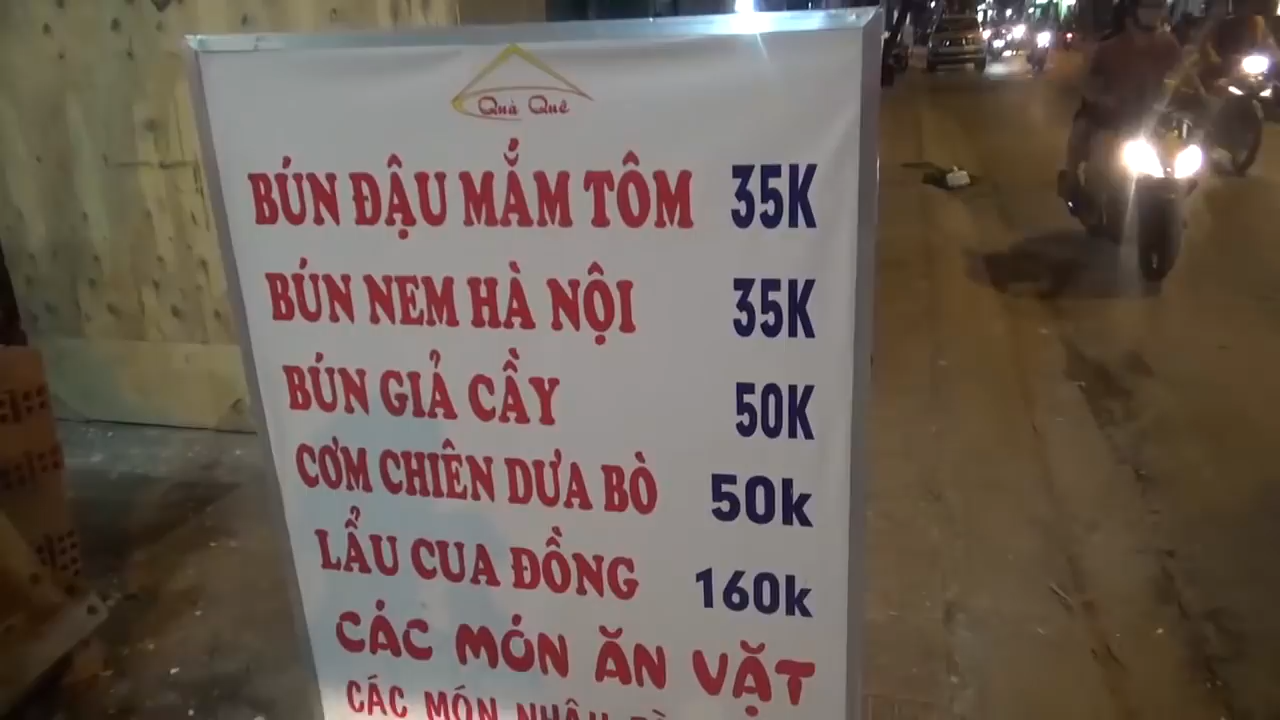 Quà Quê
BÚN ĐẬU MẮM TÔM 35K
BÚN NEM HÀ NỘI 35K
BÚN GIẢ CẦY 50K
CƠM CHIÊN DƯA BÒ 50k
LẨU CUA ĐỒNG 160k
CÁC MÓN ĂN VẶT
CÁC MÓN NHẬU